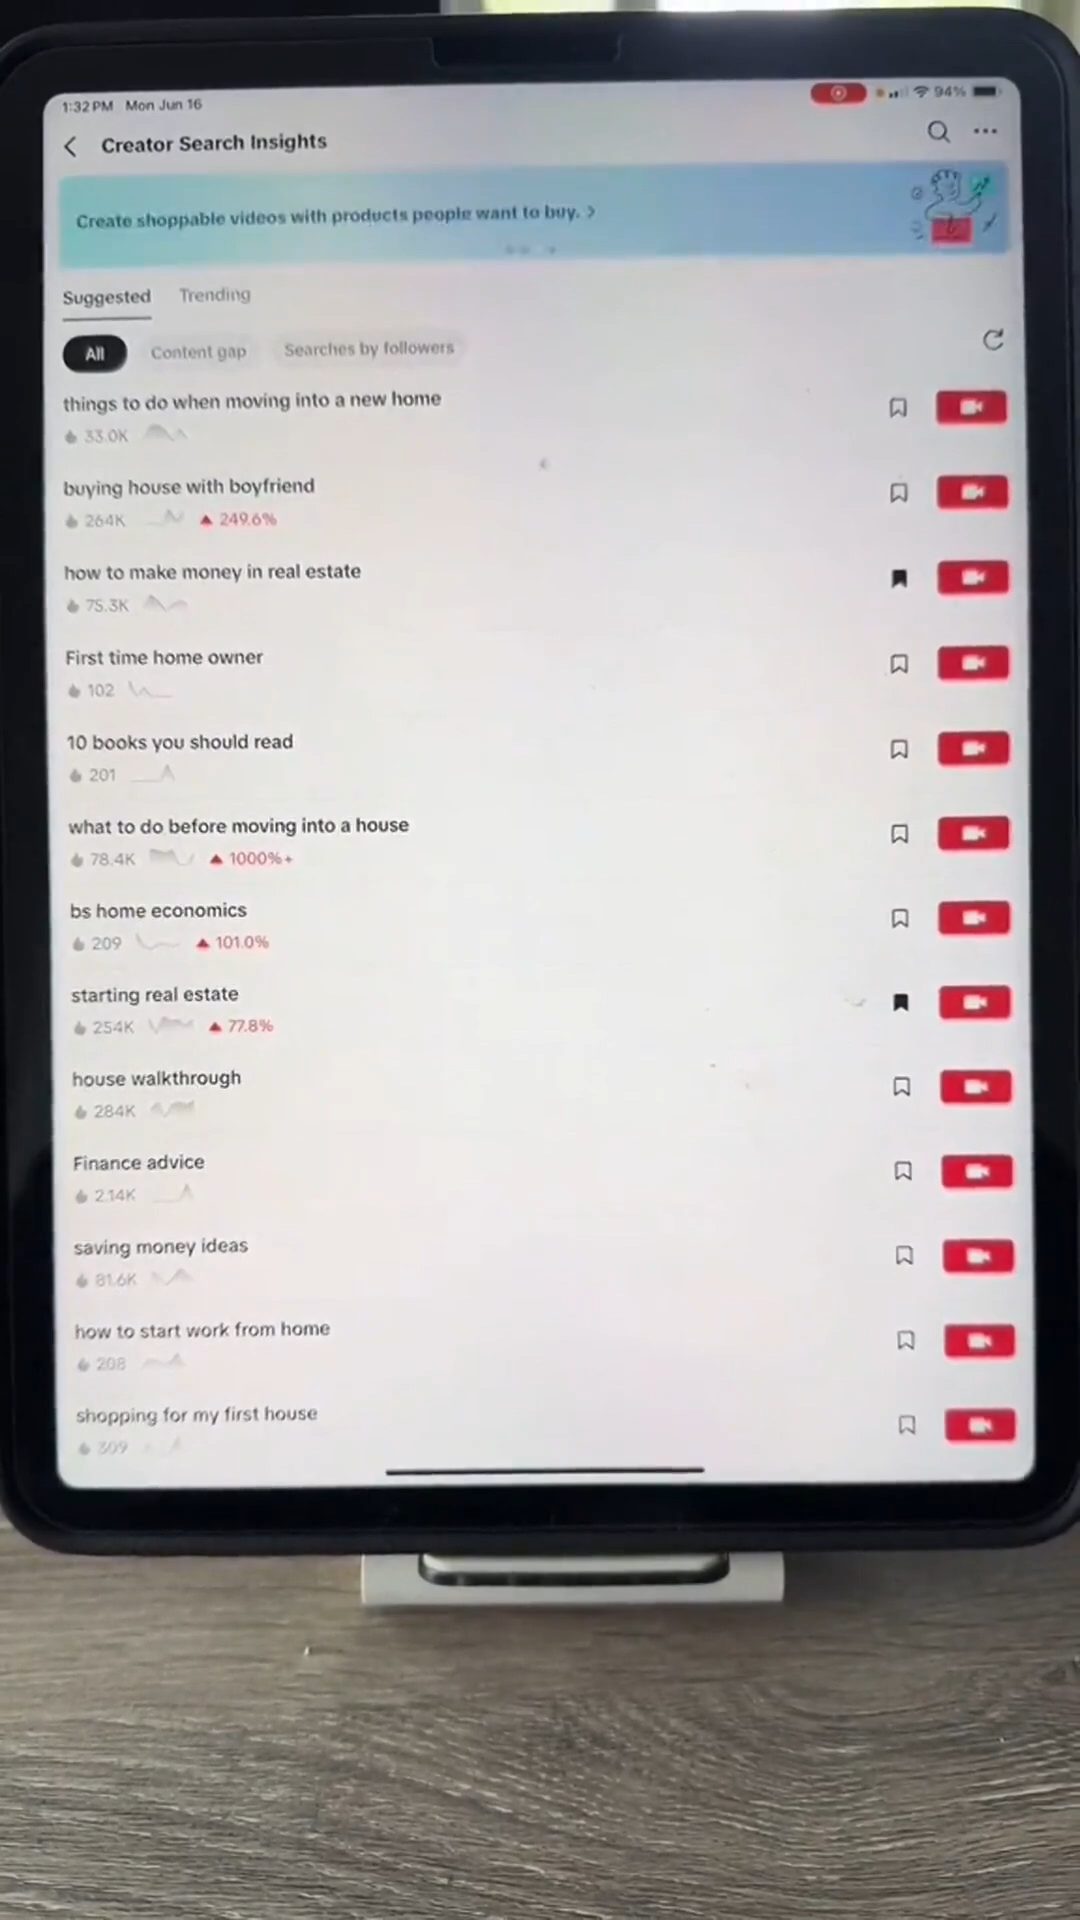 1:32 PM Mon Jun 16
94%
Creator Search Insights
Create shoppable videos with products people want to buy. >
Suggested Trending
All Content gap Searches by followers
things to do when moving into a new home
33.0K
buying house with boyfriend
264K ▲ 249.6%
how to make money in real estate
75.3K
First time home owner
102
10 books you should read
201
what to do before moving into a house
78.4K ▲ 1000%+
bs home economics
209 ▲ 101.0%
starting real estate
254K ▲ 77.8%
house walkthrough
284K
Finance advice
2.14K
saving money ideas
81.6K
how to start work from home
208
shopping for my first house
309